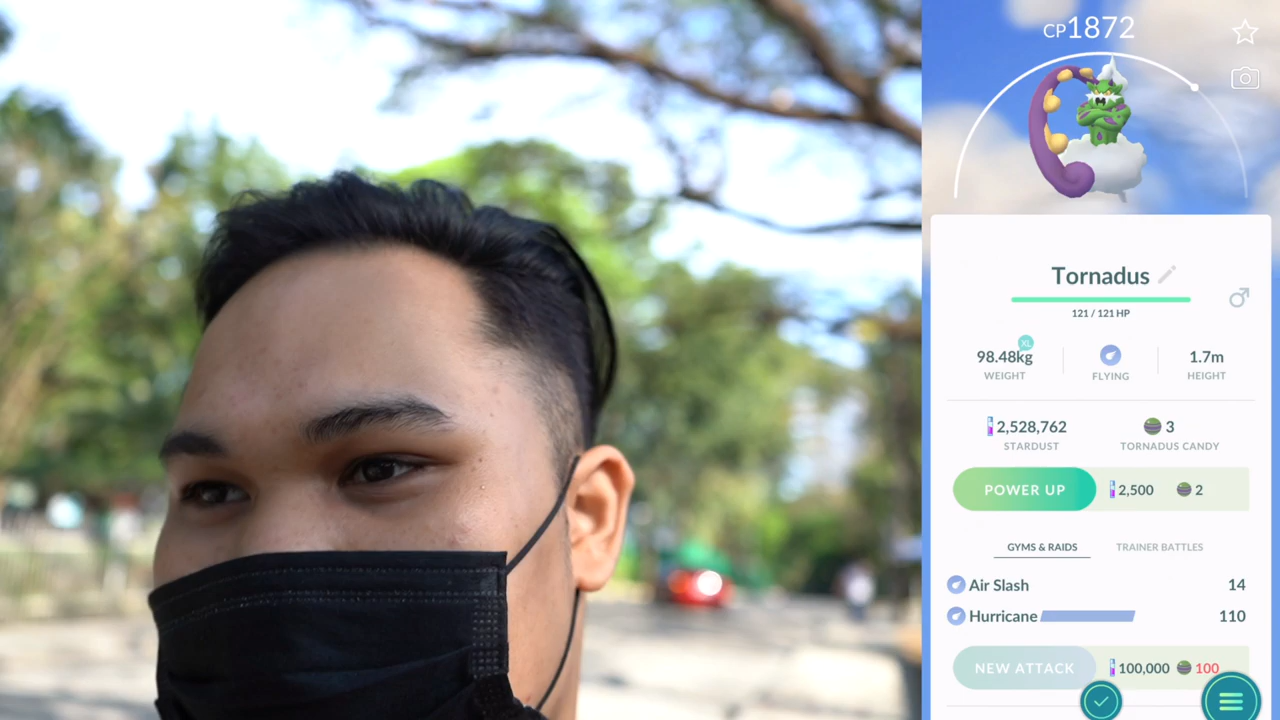 CP1872
Tornadus
121 / 121 HP
XL
98.48kg
WEIGHT
FLYING
1.7m
HEIGHT
2,528,762
STARDUST
3
TORNADUS CANDY
POWER UP
2,500
2
GYMS & RAIDS
TRAINER BATTLES
Air Slash
14
Hurricane
110
NEW ATTACK
100,000
100